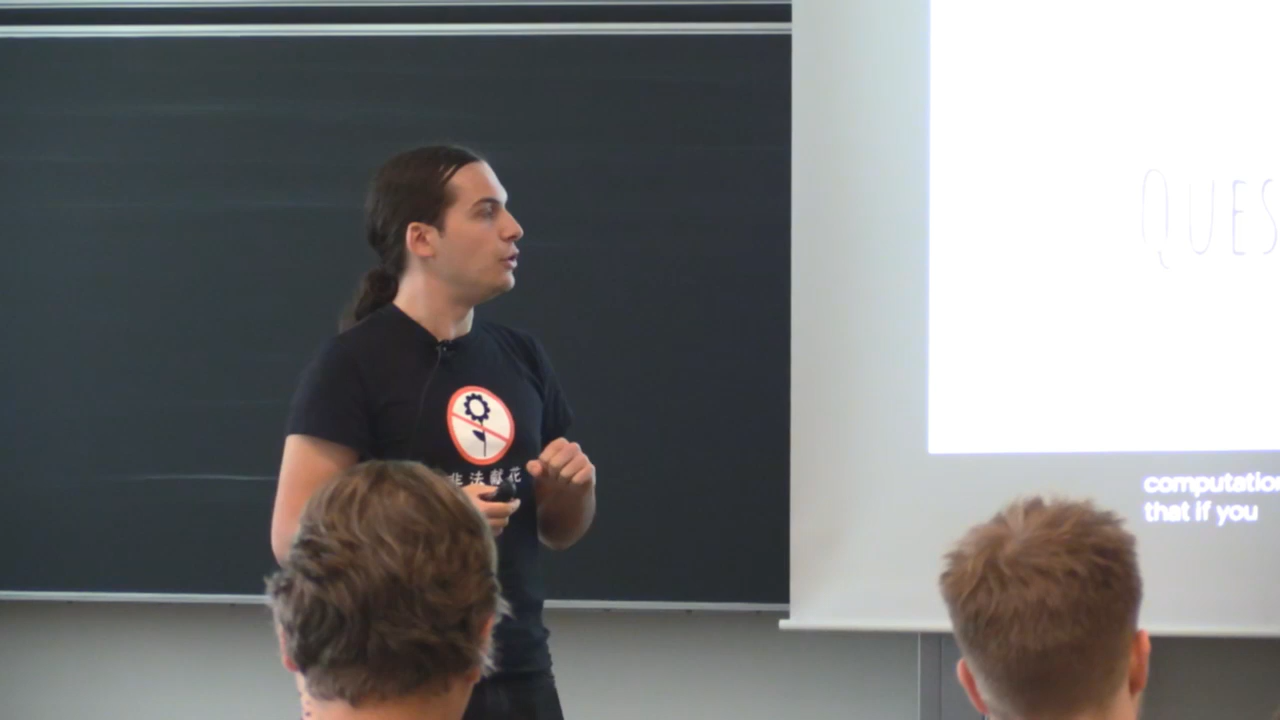 QUES
computation
that if you
非法献花